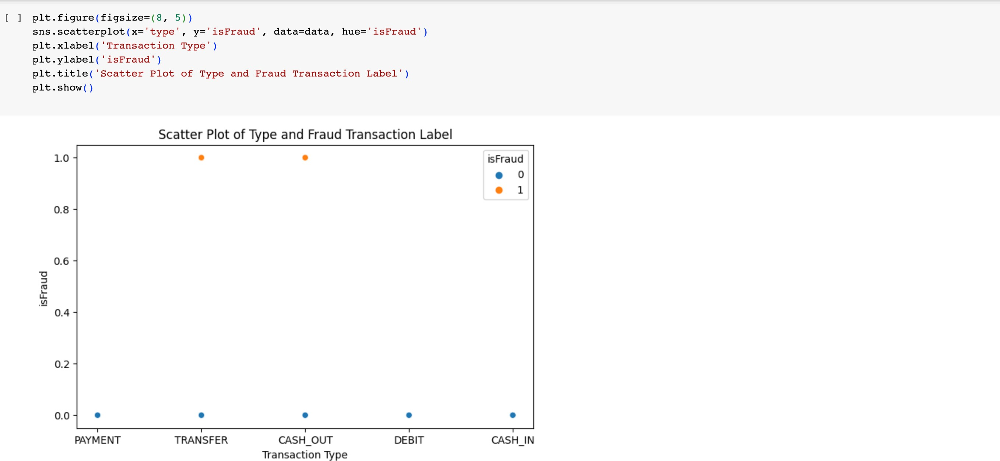 [ ] plt.figure(figsize=(8, 5))
sns.scatterplot(x='type', y='isFraud', data=data, hue='isFraud')
plt.xlabel('Transaction Type')
plt.ylabel('isFraud')
plt.title('Scatter Plot of Type and Fraud Transaction Label')
plt.show()
Scatter Plot of Type and Fraud Transaction Label
isFraud
0
1
1.0
0.8
0.6
0.4
0.2
0.0
isFraud
PAYMENT TRANSFER CASH_OUT DEBIT CASH_IN
Transaction Type